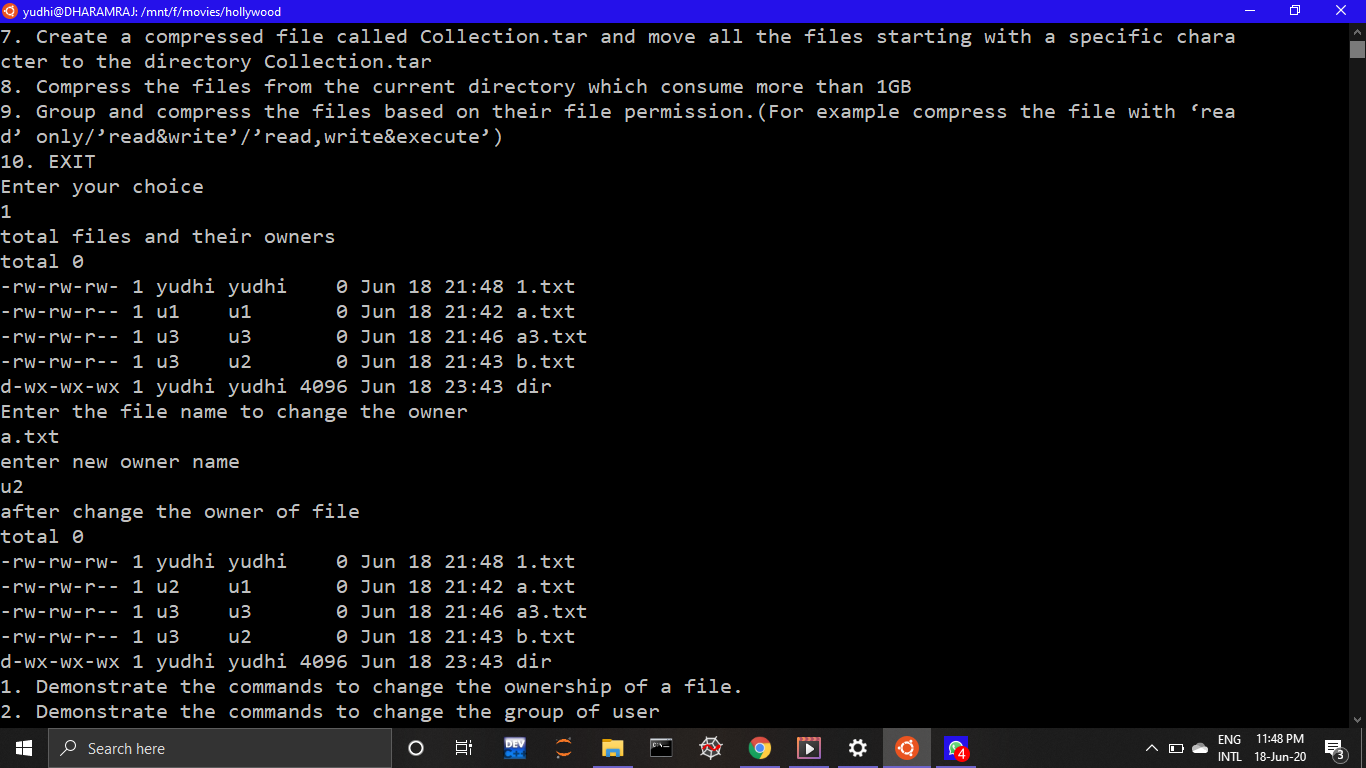 yudhi@DHARAMRAJ: /mnt/f/movies/hollywood
7. Create a compressed file called Collection.tar and move all the files starting with a specific chara
cter to the directory Collection.tar
8. Compress the files from the current directory which consume more than 1GB
9. Group and compress the files based on their file permission.(For example compress the file with ‘rea
d’ only/’read&write’/’read,write&execute’)
10. EXIT
Enter your choice
1
total files and their owners
total 0
-rw-rw-rw- 1 yudhi yudhi    0 Jun 18 21:48 1.txt
-rw-rw-r-- 1 u1    u1       0 Jun 18 21:42 a.txt
-rw-rw-r-- 1 u3    u3       0 Jun 18 21:46 a3.txt
-rw-rw-r-- 1 u3    u2       0 Jun 18 21:43 b.txt
d-wx-wx-wx 1 yudhi yudhi 4096 Jun 18 23:43 dir
Enter the file name to change the owner
a.txt
enter new owner name
u2
after change the owner of file
total 0
-rw-rw-rw- 1 yudhi yudhi    0 Jun 18 21:48 1.txt
-rw-rw-r-- 1 u2    u1       0 Jun 18 21:42 a.txt
-rw-rw-r-- 1 u3    u3       0 Jun 18 21:46 a3.txt
-rw-rw-r-- 1 u3    u2       0 Jun 18 21:43 b.txt
d-wx-wx-wx 1 yudhi yudhi 4096 Jun 18 23:43 dir
1. Demonstrate the commands to change the ownership of a file.
2. Demonstrate the commands to change the group of user
Search here
DEV
4
ENG
INTL
11:48 PM
18-Jun-20
3